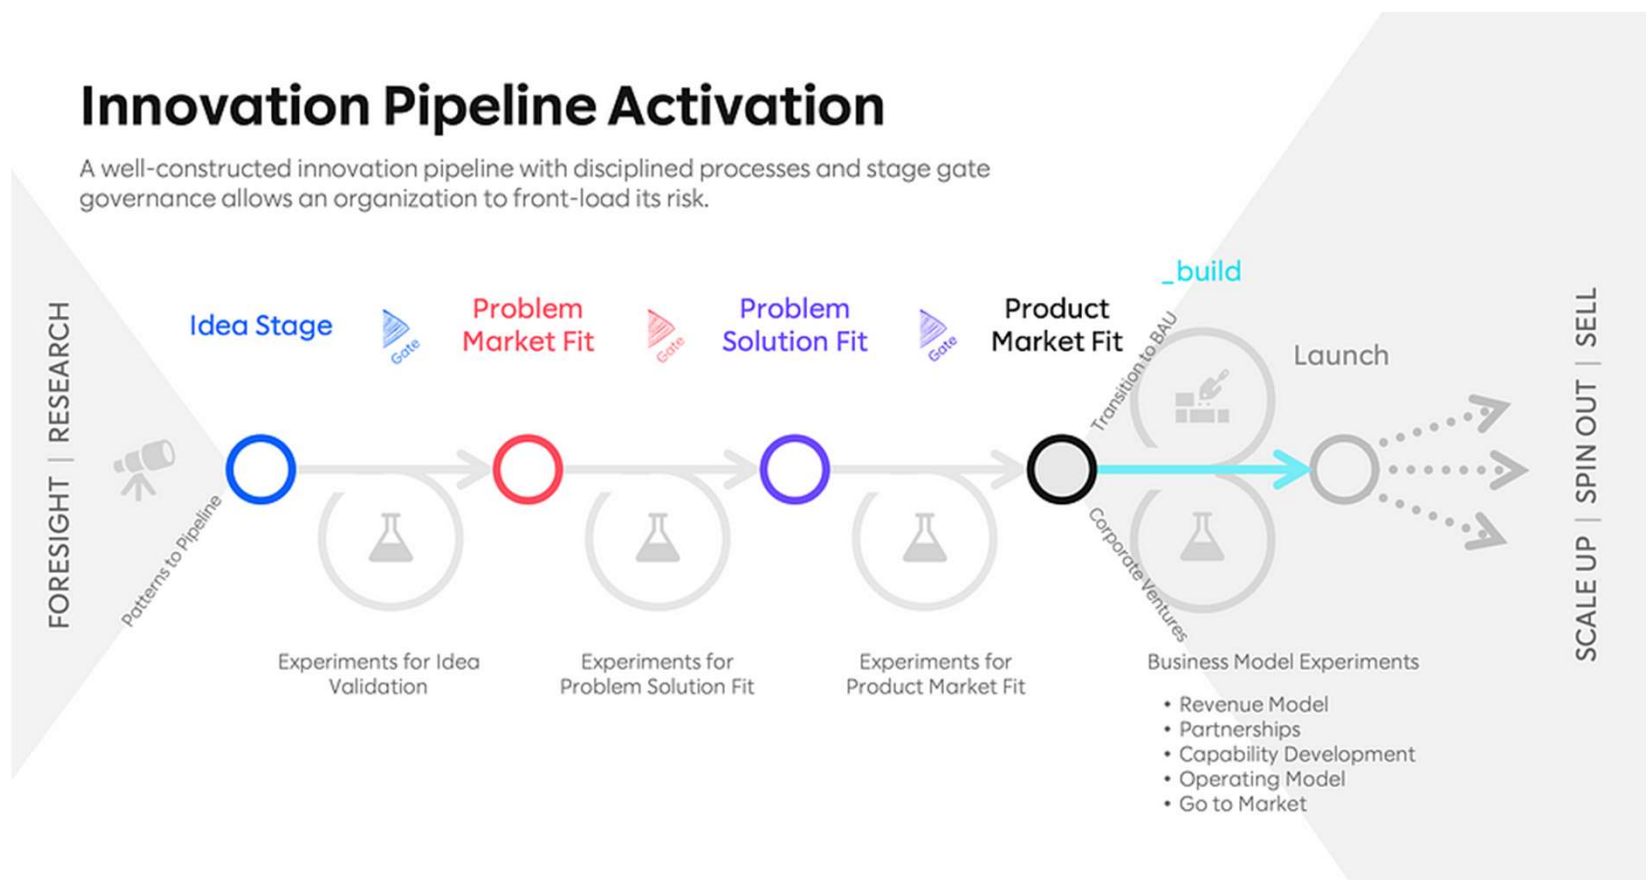 Innovation Pipeline Activation
A well-constructed innovation pipeline with disciplined processes and stage gate
governance allows an organization to front-load its risk.
FORESIGHT | RESEARCH
Patterns to Pipeline
Idea Stage
Gate
Problem
Market Fit
Gate
Problem
Solution Fit
Gate
Product
Market Fit
_build
Transition to BAU
Corporate Ventures
Launch
SCALE UP | SPIN OUT | SELL
Experiments for Idea
Validation
Experiments for
Problem Solution Fit
Experiments for
Product Market Fit
Business Model Experiments
• Revenue Model
• Partnerships
• Capability Development
• Operating Model
• Go to Market